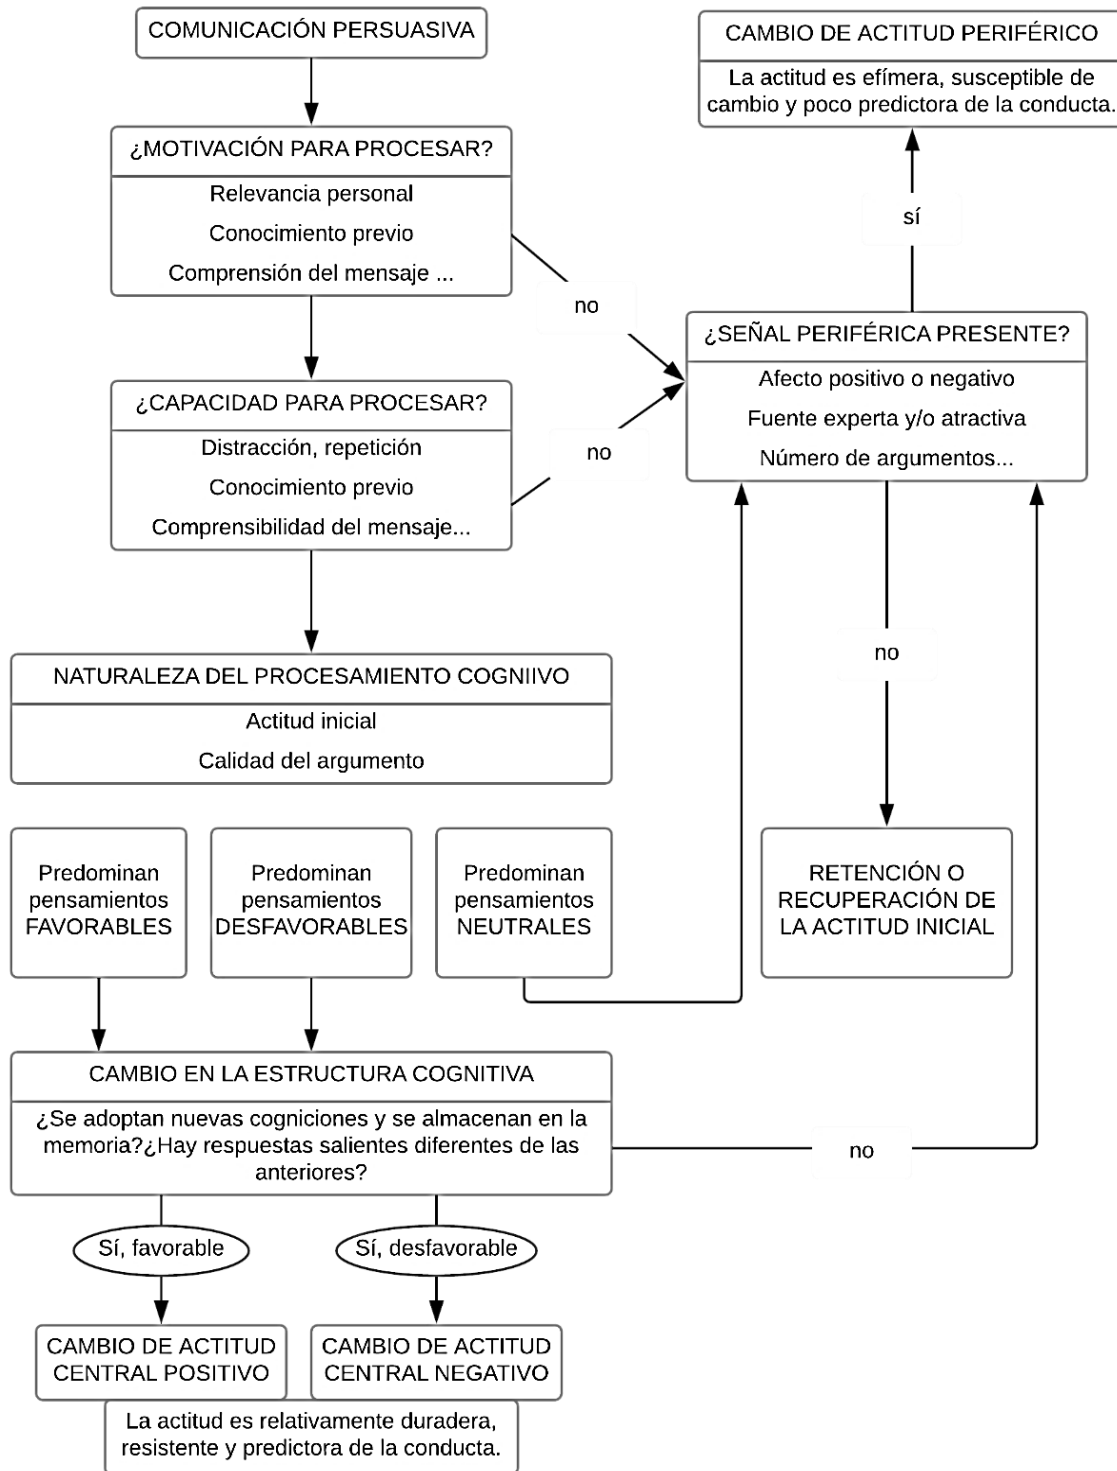 COMUNICACIÓN PERSUASIVA
CAMBIO DE ACTITUD PERIFÉRICO
La actitud es efímera, susceptible de
cambio y poco predictora de la conducta.
¿MOTIVACIÓN PARA PROCESAR?
Relevancia personal
Conocimiento previo
Comprensión del mensaje ...
no
sí
¿SEÑAL PERIFÉRICA PRESENTE?
Afecto positivo o negativo
Fuente experta y/o atractiva
Número de argumentos...
¿CAPACIDAD PARA PROCESAR?
Distracción, repetición
Conocimiento previo
Comprensibilidad del mensaje...
no
no
NATURALEZA DEL PROCESAMIENTO COGNIIVO
Actitud inicial
Calidad del argumento
Predominan
pensamientos
FAVORABLES
Predominan
pensamientos
DESFAVORABLES
Predominan
pensamientos
NEUTRALES
RETENCIÓN O
RECUPERACIÓN DE
LA ACTITUD INICIAL
CAMBIO EN LA ESTRUCTURA COGNITIVA
¿Se adoptan nuevas cogniciones y se almacenan en la
memoria?¿Hay respuestas salientes diferentes de las
anteriores?
no
Sí, favorable
Sí, desfavorable
CAMBIO DE ACTITUD
CENTRAL POSITIVO
CAMBIO DE ACTITUD
CENTRAL NEGATIVO
La actitud es relativamente duradera,
resistente y predictora de la conducta.